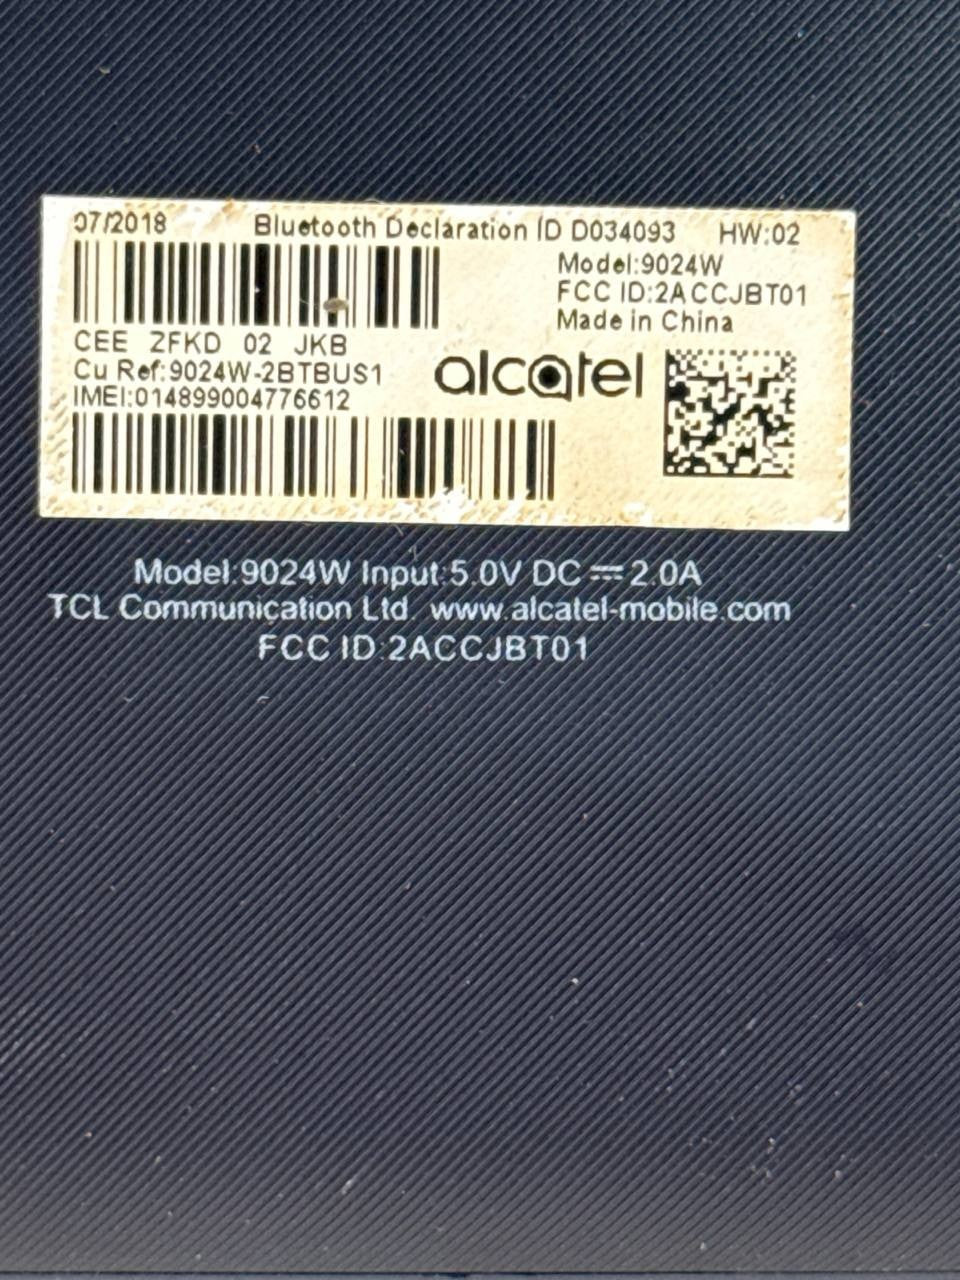 07/2018 Bluetooth Declaration ID D034093 HW:02
Model:9024W
FCC ID:2ACCJBT01
Made in China
CEE ZFKD 02 JKB
Cu Ref:9024W-2BTBUS1
IMEI:014899004776612
alcatel
Model:9024W Input:5.0V DC ⎓ 2.0A
TCL Communication Ltd. www.alcatel-mobile.com
FCC ID:2ACCJBT01